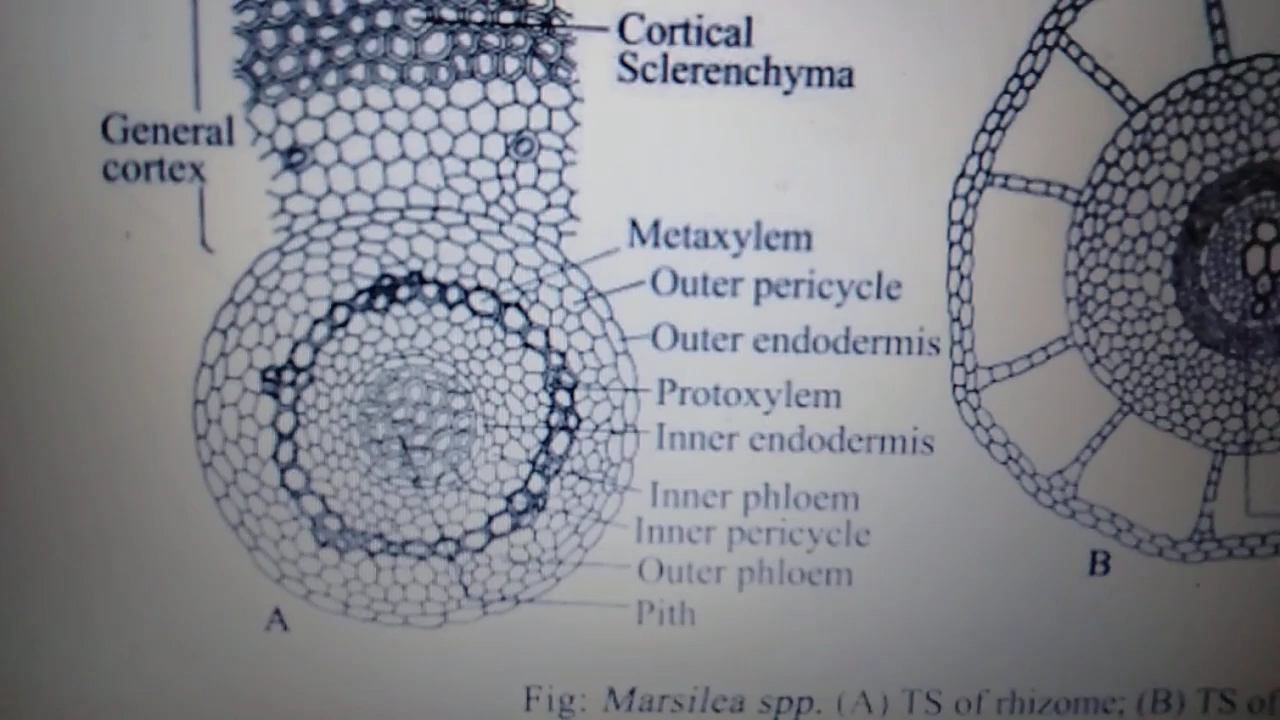 Cortical
Sclerenchyma
General
cortex
Metaxylem
Outer pericycle
Outer endodermis
Protoxylem
Inner endodermis
Inner phloem
Inner pericycle
Outer phloem
Pith
A
B
Fig: Marsilea spp. (A) TS of rhizome; (B) TS of